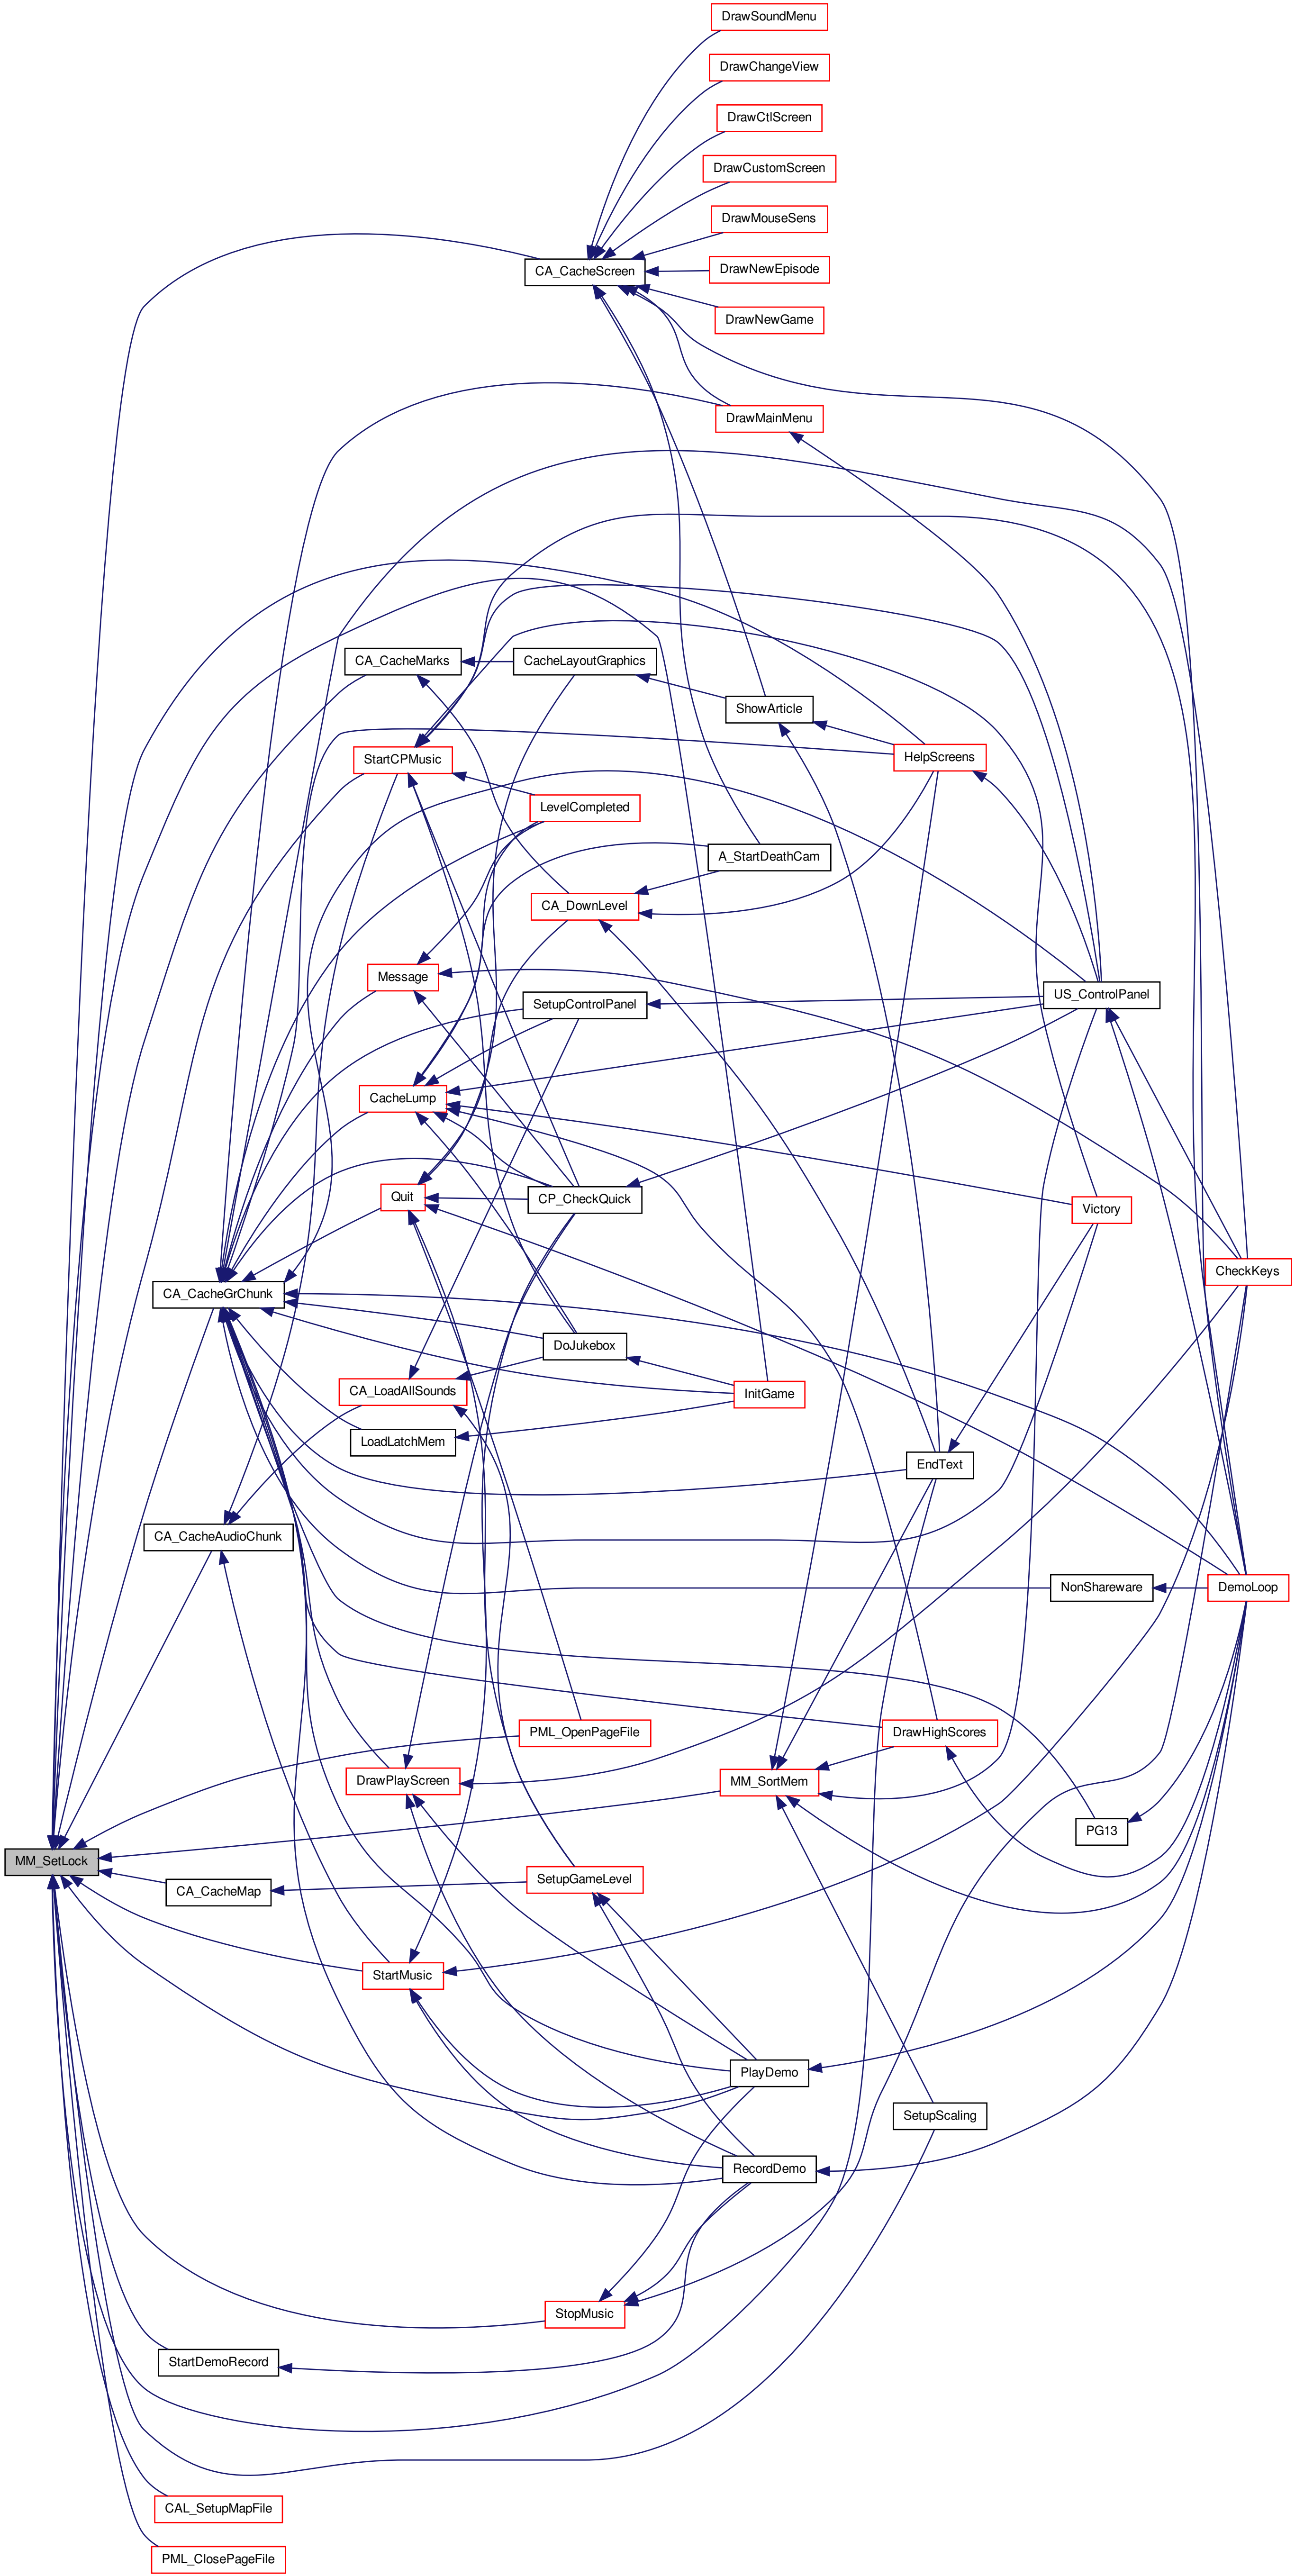 DrawSoundMenu
DrawChangeView
DrawCtlScreen
DrawCustomScreen
DrawMouseSens
CA_CacheScreen
DrawNewEpisode
DrawNewGame
DrawMainMenu
CA_CacheMarks
CacheLayoutGraphics
ShowArticle
StartCPMusic
HelpScreens
LevelCompleted
A_StartDeathCam
CA_DownLevel
Message
US_ControlPanel
SetupControlPanel
CacheLump
Quit
CP_CheckQuick
Victory
CheckKeys
CA_CacheGrChunk
DoJukebox
CA_LoadAllSounds
InitGame
LoadLatchMem
EndText
CA_CacheAudioChunk
NonShareware
DemoLoop
PML_OpenPageFile
DrawHighScores
DrawPlayScreen
MM_SortMem
PG13
MM_SetLock
SetupGameLevel
CA_CacheMap
StartMusic
PlayDemo
SetupScaling
RecordDemo
StopMusic
StartDemoRecord
CAL_SetupMapFile
PML_ClosePageFile